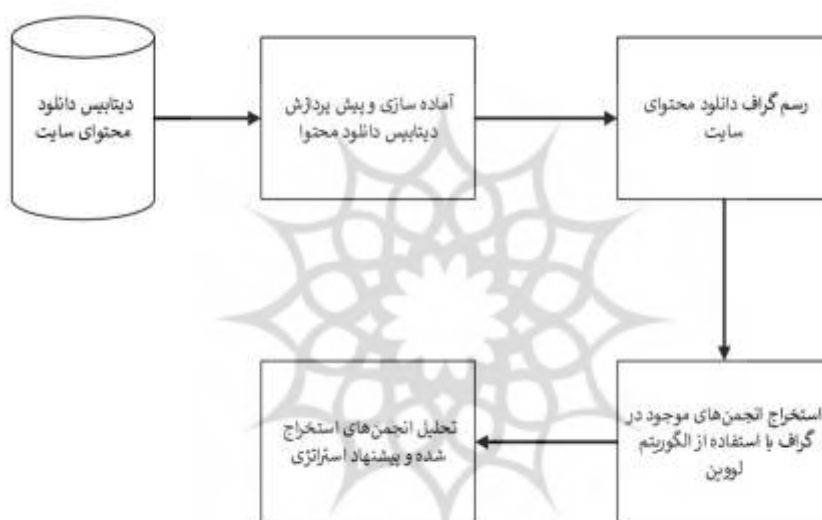 دیتابیس دانلود
محتوای سایت
آماده سازی و پیش پردازش
دیتابیس دانلود محتوا
رسم گراف دانلود محتوای
سایت
استخراج انجمن‌های موجود در
گراف با استفاده از الگوریتم
لووین
تحلیل انجمن‌های استخراج
شده و پیشنهاد استراتژی